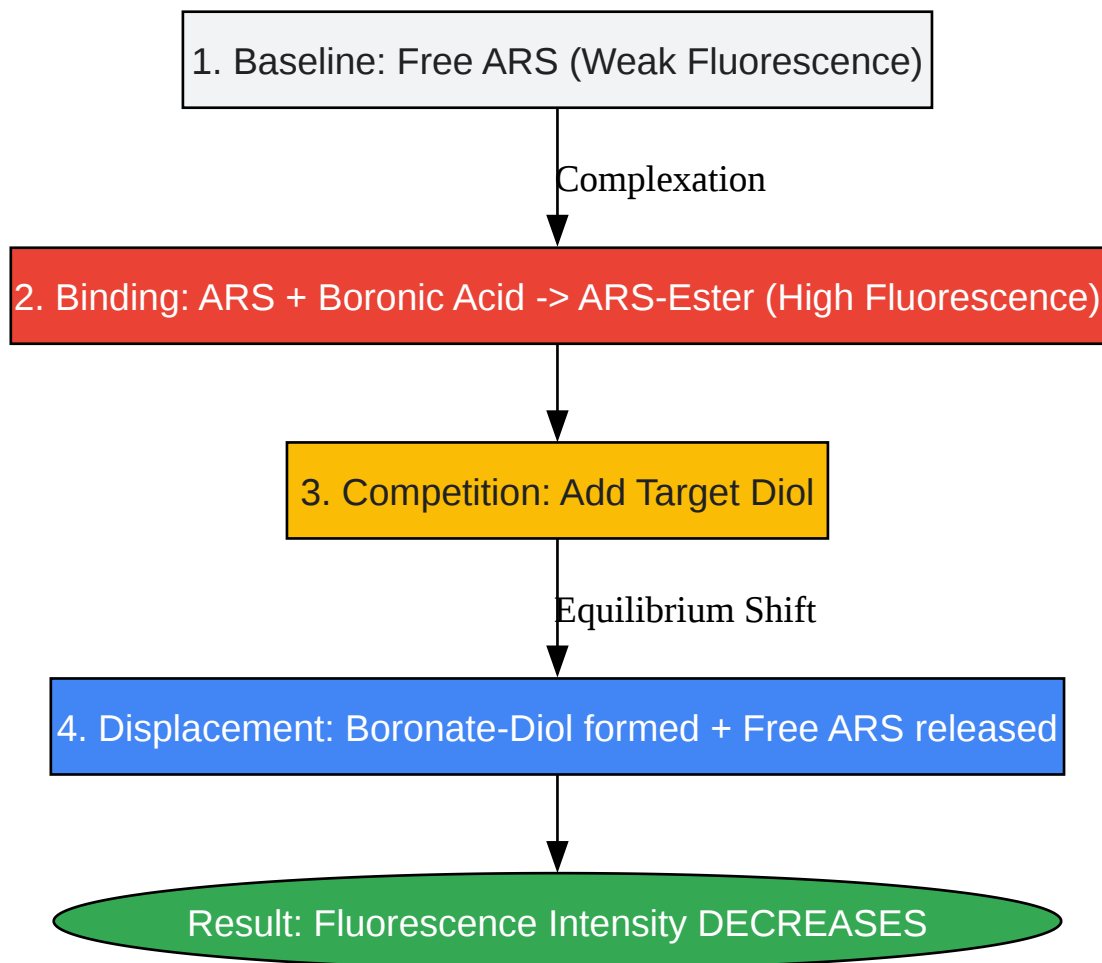 1. Baseline: Free ARS (Weak Fluorescence)
Complexation
2. Binding: ARS + Boronic Acid -> ARS-Ester (High Fluorescence)
3. Competition: Add Target Diol
Equilibrium Shift
4. Displacement: Boronate-Diol formed + Free ARS released
Result: Fluorescence Intensity DECREASES